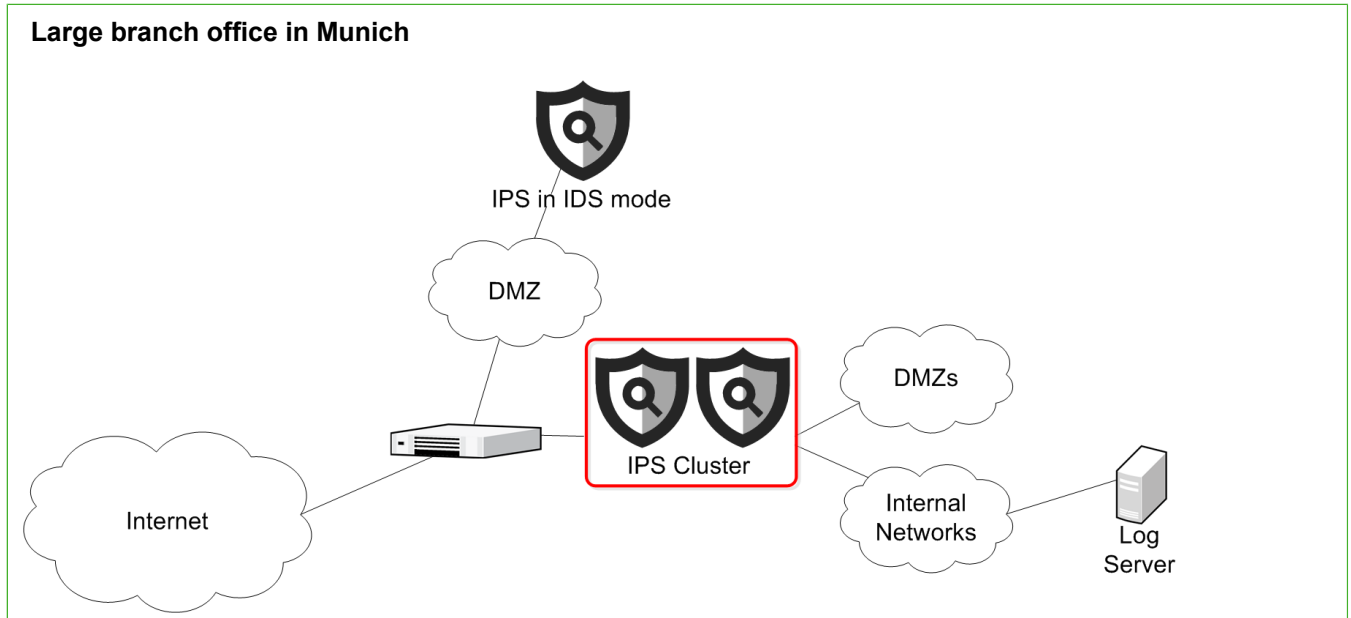 Large branch office in Munich
IPS in IDS mode
DMZ
DMZs
IPS Cluster
Internet
Internal
Networks
Log
Server